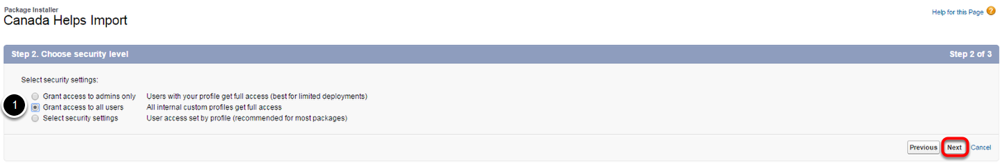 Package Installer
Canada Helps Import
Help for this Page ?
Step 2. Choose security level Step 2 of 3
Select security settings:
Grant access to admins only Users with your profile get full access (best for limited deployments)
1 Grant access to all users All internal custom profiles get full access
Select security settings User access set by profile (recommended for most packages)
Previous Next Cancel